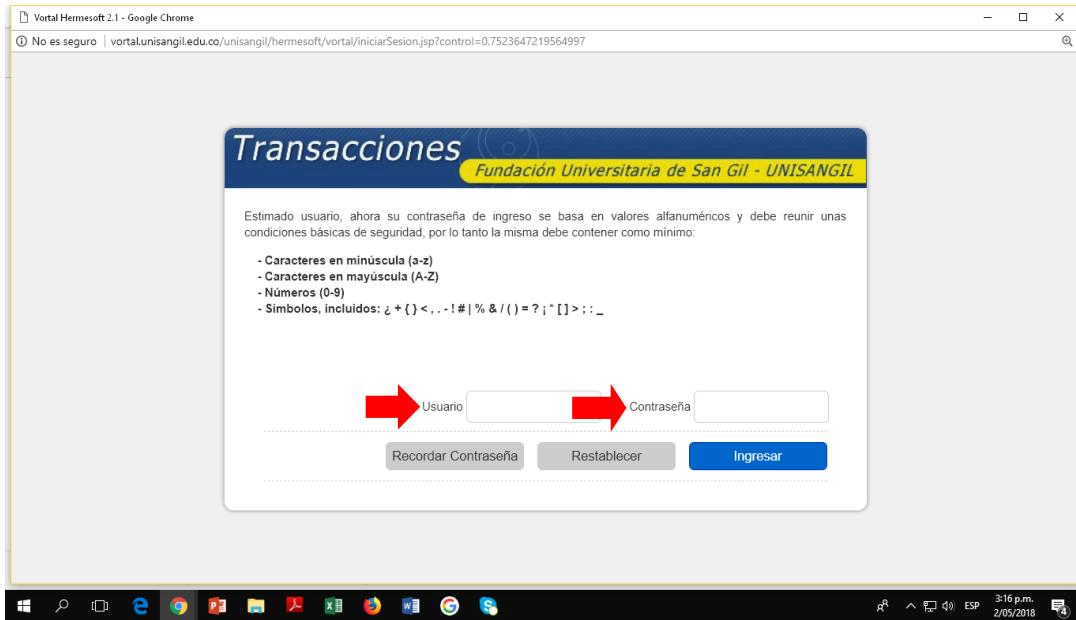 Vortal Hermesoft 2.1 - Google Chrome
No es seguro | vortal.unisangil.edu.co/unisangil/hermesoft/vortal/iniciarSesion.jsp?control=0.7523647219564997
Transacciones
Fundación Universitaria de San Gil - UNISANGIL
Estimado usuario, ahora su contraseña de ingreso se basa en valores alfanuméricos y debe reunir unas
condiciones básicas de seguridad, por lo tanto la misma debe contener como mínimo:
- Caracteres en minúscula (a-z)
- Caracteres en mayúscula (A-Z)
- Números (0-9)
- Símbolos, incluidos: ¿ + { } < , . - ! # | % & / ( ) = ? ¡ * [ ] > ; : _
Usuario Contraseña
Recordar Contraseña Restablecer Ingresar
ESP 3:16 p.m.
2/05/2018 4